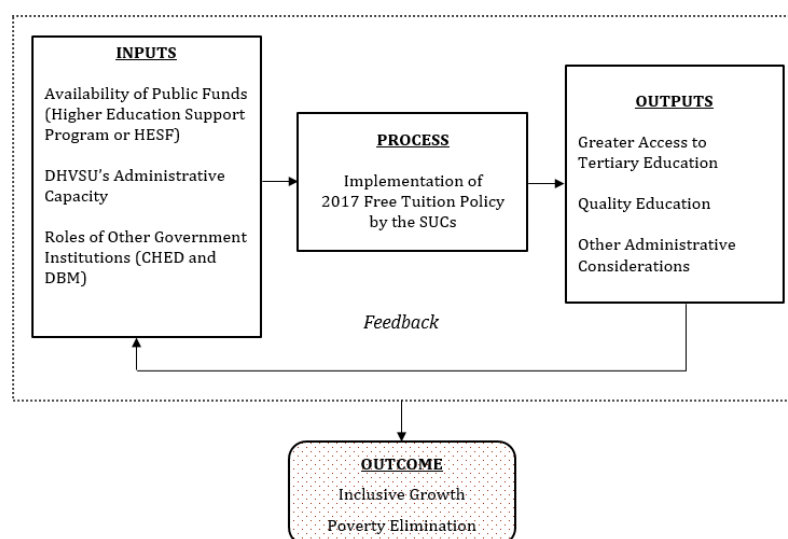 INPUTS
Availability of Public Funds
(Higher Education Support
Program or HESF)
DHVSU's Administrative
Capacity
Roles of Other Government
Institutions (CHED and
DBM)
PROCESS
Implementation of
2017 Free Tuition Policy
by the SUCs
OUTPUTS
Greater Access to
Tertiary Education
Quality Education
Other Administrative
Considerations
Feedback
OUTCOME
Inclusive Growth
Poverty Elimination